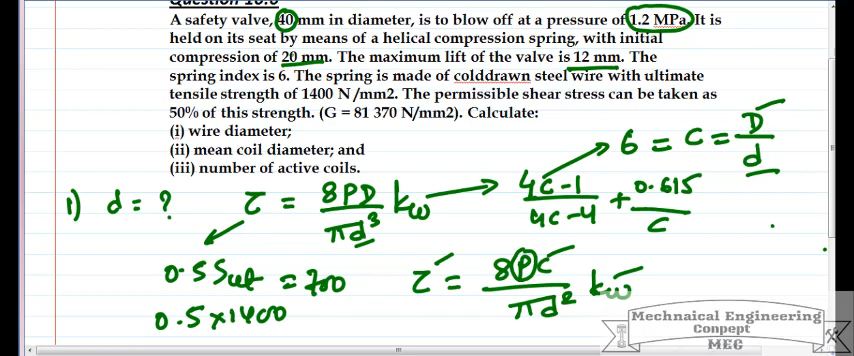 Question 10.6
A safety valve, 40 mm in diameter, is to blow off at a pressure of 1.2 MPa. It is
held on its seat by means of a helical compression spring, with initial
compression of 20 mm. The maximum lift of the valve is 12 mm. The
spring index is 6. The spring is made of colddrawn steel wire with ultimate
tensile strength of 1400 N /mm2. The permissible shear stress can be taken as
50% of this strength. (G = 81 370 N/mm2). Calculate:
(i) wire diameter;
(ii) mean coil diameter; and
(iii) number of active coils.
6 = C = D/d
i) d = ? τ = 8PD/πd³ kω → 4C-1/4C-4 + 0.615/C
0.5 Sut = 700 τ = 8PC/πd² kω
0.5 × 1400
Mechnaical Engineering
Conpept
MEC